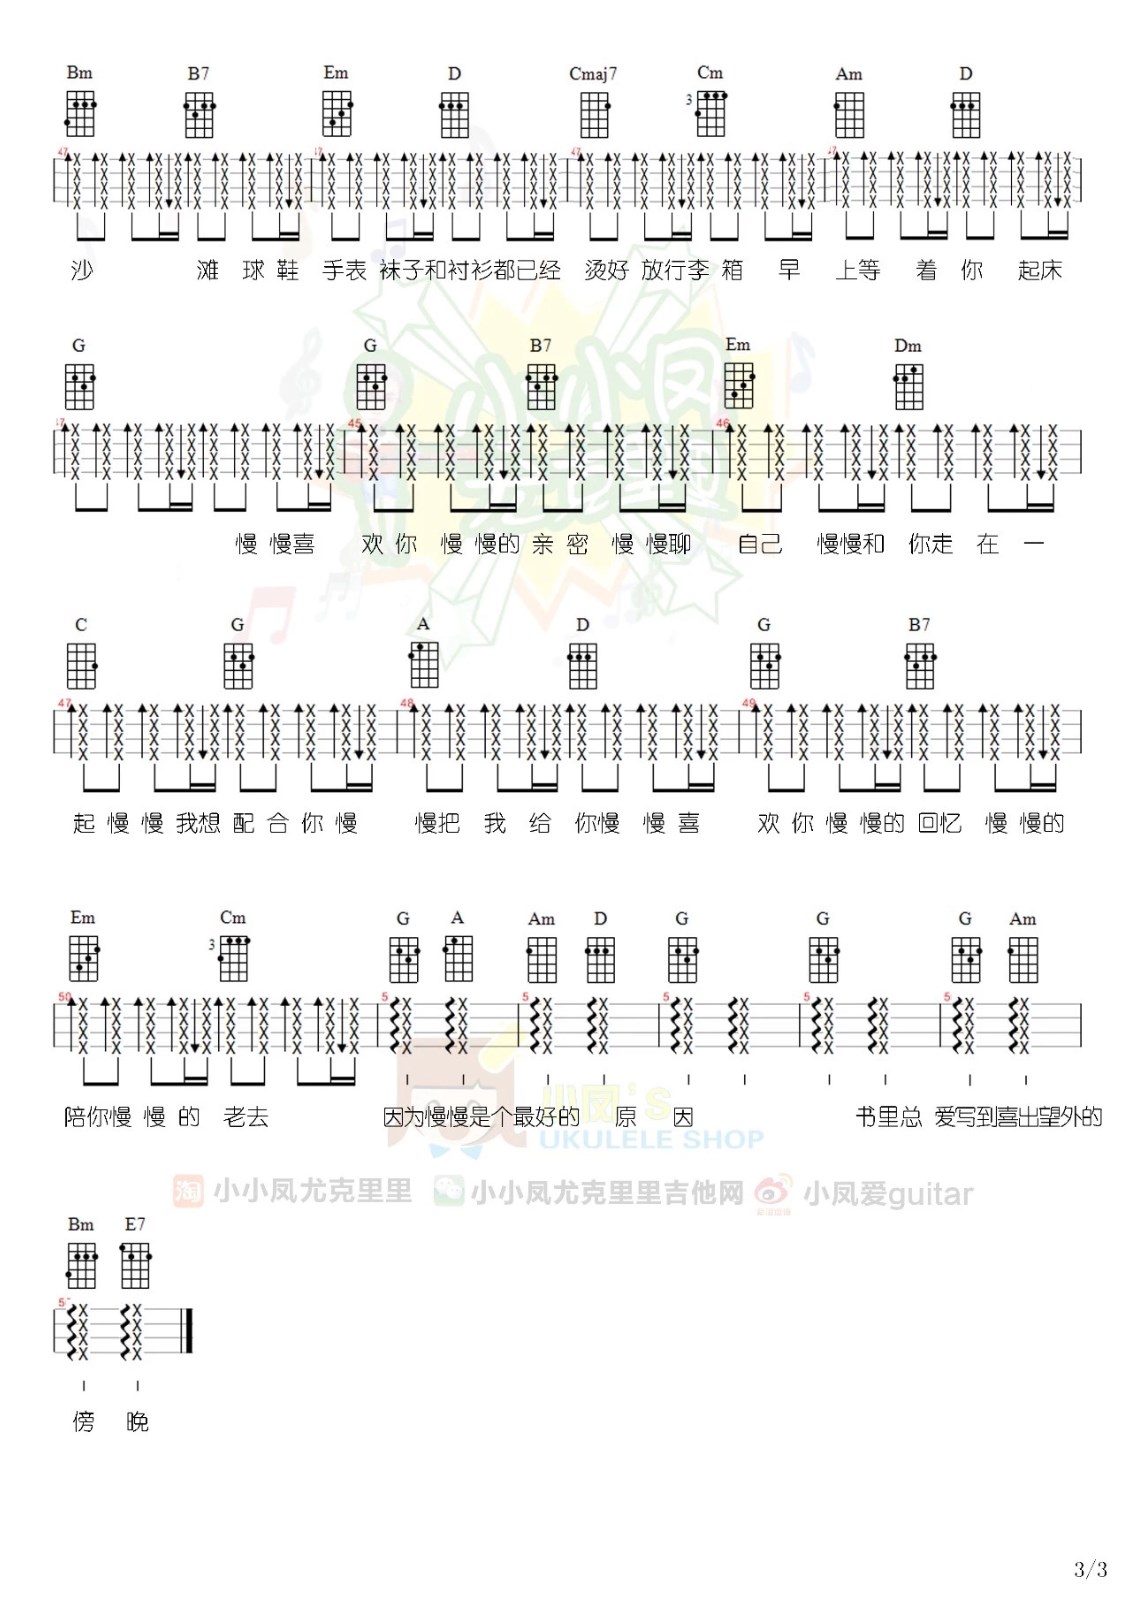 Bm B7 Em D Cmaj7 Cm Am D
3
47 47 47 47
沙 滩 球 鞋 手表 袜子和衬衫都已经 烫好 放行李 箱 早 上等 着 你 起床
G G B7 Em Dm
47 45 46
慢 慢喜 欢 你 慢 慢的 亲 密 慢 慢聊 自己 慢慢和 你走 在 一
C G A D G B7
47 48 49
起 慢 慢 我想 配 合 你 慢 慢把 我 给 你慢 慢 喜 欢 你 慢 慢的 回忆 慢 慢的
Em Cm G A Am D G G G Am
3
50 5 5 5 5 5
陪你慢 慢 的 老去 因为慢慢是个最好的 原 因 书里总 爱写到喜出望外的
小小凤
小凤's
UKULELE SHOP
淘 小小凤尤克里里 小小凤尤克里里吉他网 小凤爱guitar
Bm E7
5
傍 晚
3/3